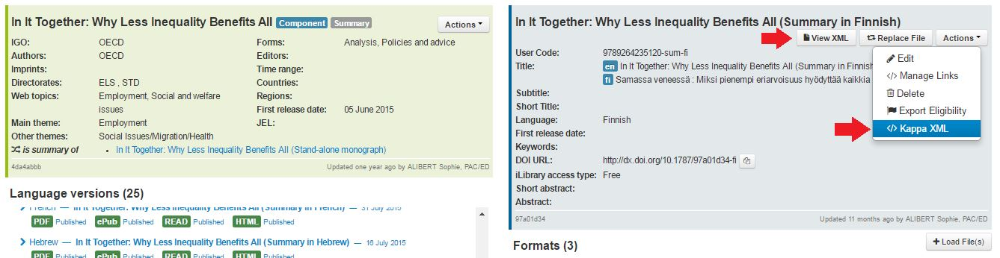 In It Together: Why Less Inequality Benefits All Component Summary
Actions
IGO: OECD
Forms: Analysis, Policies and advice
Authors: OECD
Editors:
Imprints:
Time range:
Directorates: ELS , STD
Countries:
Web topics: Employment, Social and welfare
issues
Regions:
First release date: 05 June 2015
Main theme: Employment
JEL:
Other themes: Social Issues/Migration/Health
is summary of • In It Together: Why Less Inequality Benefits All (Stand-alone monograph)
4da4abbb
Updated one year ago by ALIBERT Sophie, PAC/ED
Language versions (25)
French — In It Together: Why Less Inequality Benefits All (Summary in French) — 31 July 2015
PDF Published ePub Published READ Published HTML Published
Hebrew — In It Together: Why Less Inequality Benefits All (Summary in Hebrew) — 16 July 2015
PDF Published ePub Published READ Published HTML Published
In It Together: Why Less Inequality Benefits All (Summary in Finnish)
View XML Replace File Actions
User Code: 9789264235120-sum-fi
Title: en In It Together: Why Less Inequality Benefits All (Summary in Finnish
fi Samassa veneessä : Miksi pienempi eriarvoisuus hyödyttää kaikkia
Subtitle:
Short Title:
Language: Finnish
First release date:
Keywords:
DOI URL: http://dx.doi.org/10.1787/97a01d34-fi
iLibrary access type: Free
Short abstract:
Abstract:
97a01d34
Updated 11 months ago by ALIBERT Sophie, PAC/ED
Edit
</> Manage Links
Delete
Export Eligibility
</> Kappa XML
Formats (3)
+ Load File(s)